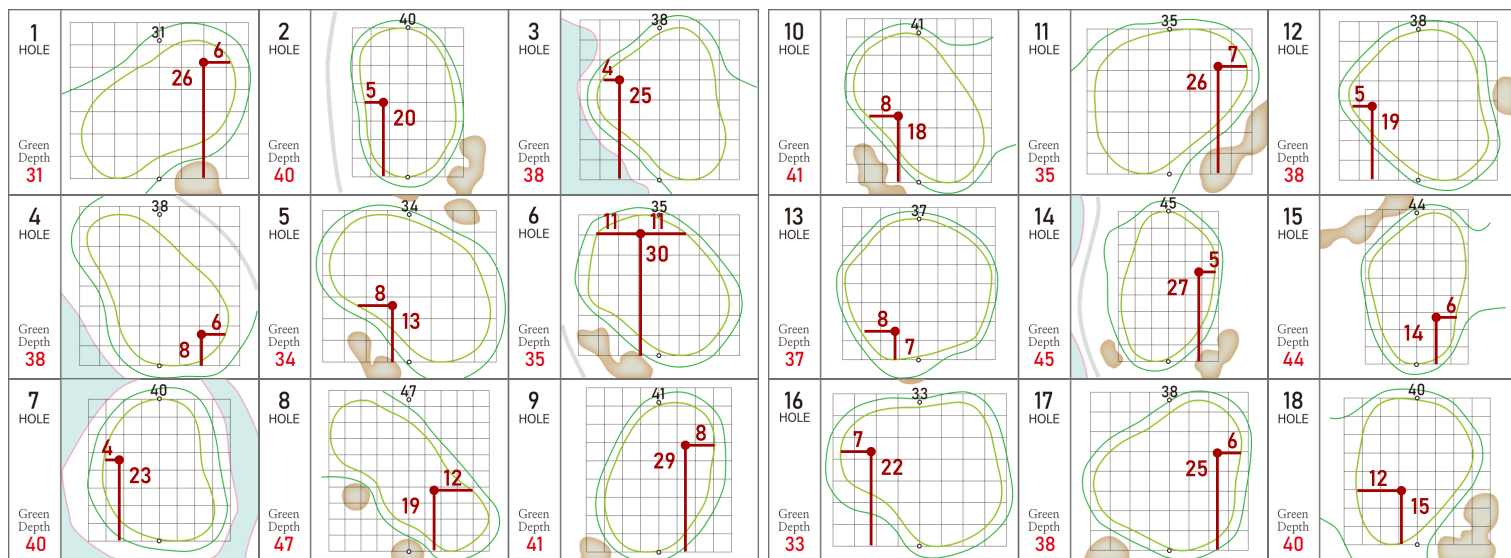 1
HOLE
31
6
26
Green
Depth
31
2
HOLE
40
5
20
Green
Depth
40
3
HOLE
38
4
25
Green
Depth
38
4
HOLE
38
6
8
Green
Depth
38
5
HOLE
34
8
13
Green
Depth
34
6
HOLE
35
11 11
30
Green
Depth
35
7
HOLE
40
4
23
Green
Depth
40
8
HOLE
47
12
19
Green
Depth
47
9
HOLE
41
8
29
Green
Depth
41
10
HOLE
41
8
18
Green
Depth
41
11
HOLE
35
7
26
Green
Depth
35
12
HOLE
38
5
19
Green
Depth
38
13
HOLE
37
8
7
Green
Depth
37
14
HOLE
45
5
27
Green
Depth
45
15
HOLE
44
6
14
Green
Depth
44
16
HOLE
33
7
22
Green
Depth
33
17
HOLE
38
6
25
Green
Depth
38
18
HOLE
40
12
15
Green
Depth
40